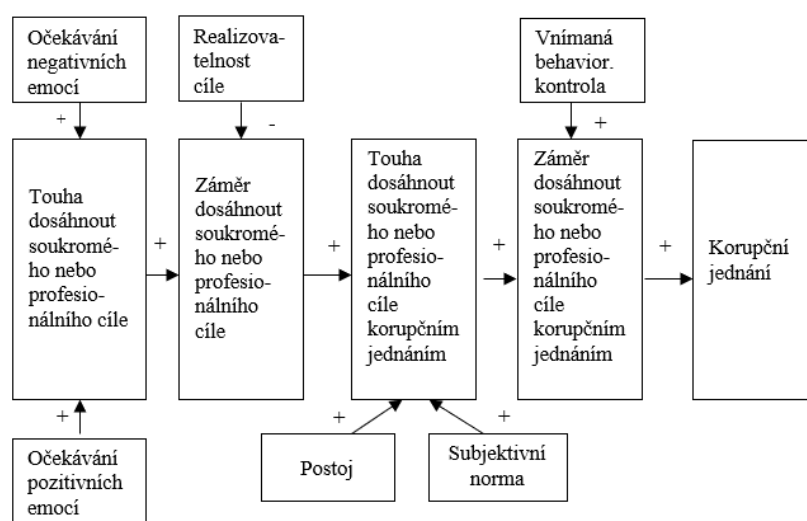 Očekávání
negativních
emocí
Realizova-
telnost
cíle
Vnímaná
behavior.
kontrola
+
-
+
Touha
dosáhnout
soukromé-
ho nebo
profesio-
nálního cíle
+
Záměr
dosáhnout
soukromé-
ho nebo
profesio-
nálního
cíle
+
Touha
dosáhnout
soukromé-
ho nebo
profesio-
nálního
cíle
korupčním
jednáním
+
Záměr
dosáhnout
soukromé-
ho nebo
profesio-
nálního
cíle
korupčním
jednáním
+
Korupční
jednání
+
+
+
Očekávání
pozitivních
emocí
Postoj
Subjektivní
norma